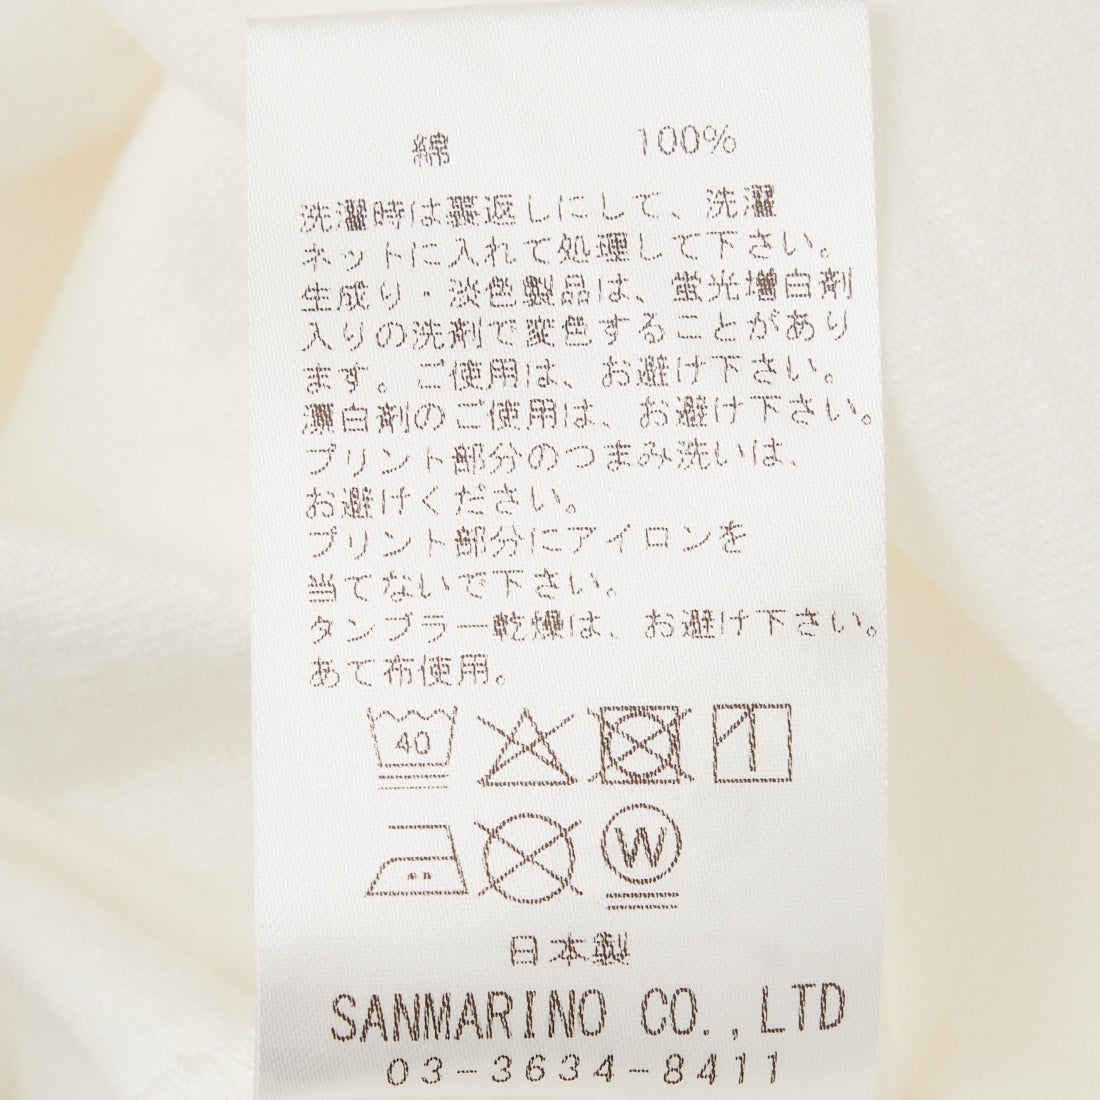 綿 100%
洗濯時は裏返しにして、洗濯
ネットに入れて処理して下さい。
生成り・淡色製品は、蛍光増白剤
入りの洗剤で変色することがあり
ます。ご使用は、お避け下さい。
漂白剤のご使用は、お避け下さい。
プリント部分のつまみ洗いは、
お避けください。
プリント部分にアイロンを
当てないで下さい。
タンブラー乾燥は、お避け下さい。
あて布使用。
40
W
日本製
SANMARINO CO.,LTD
03-3634-8411